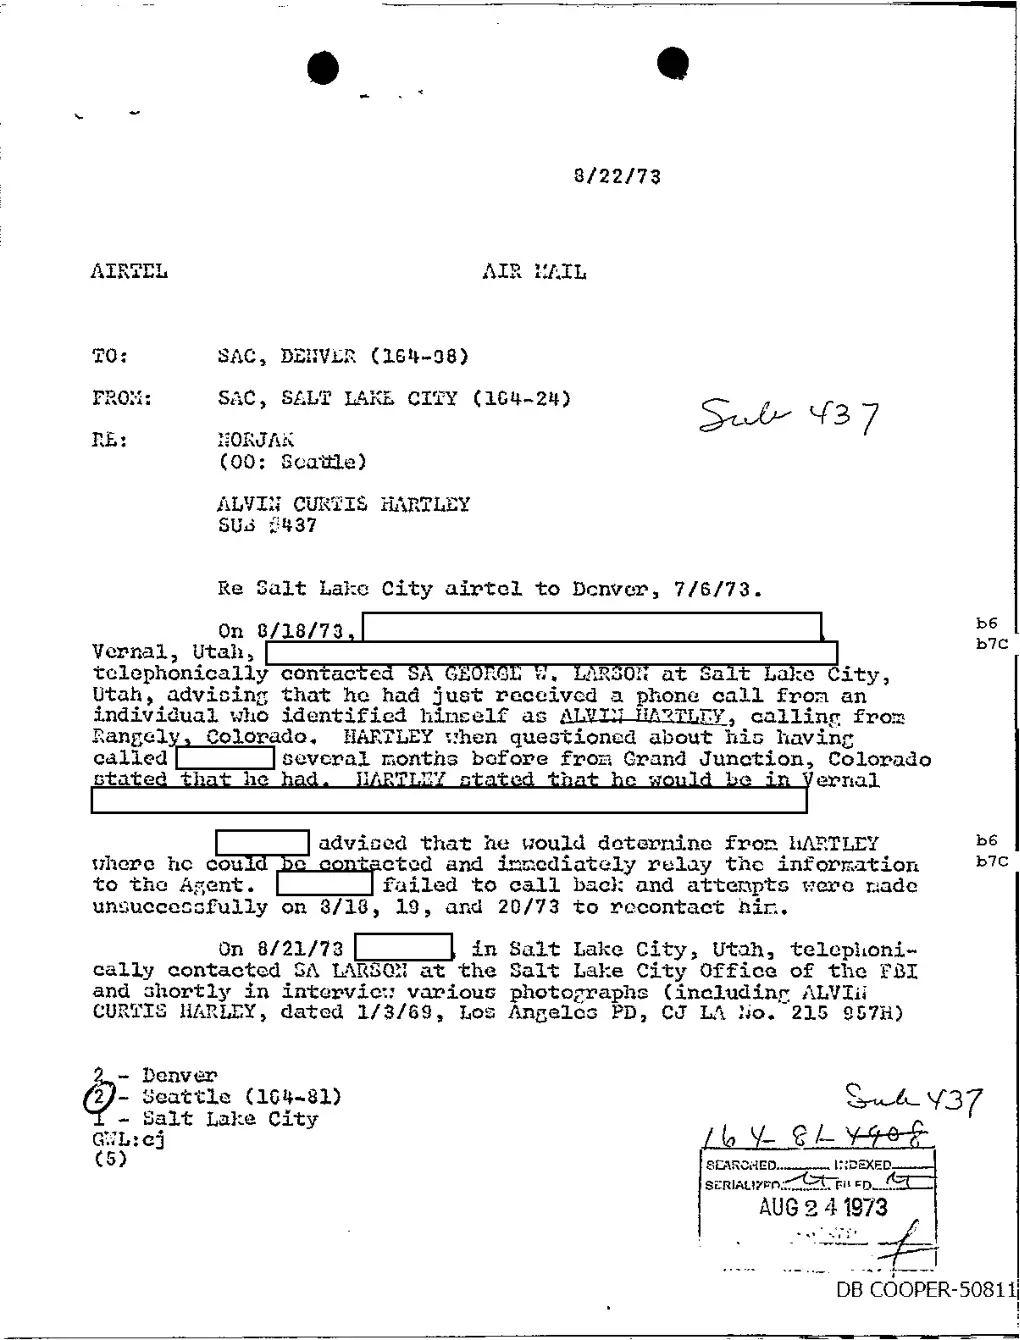 8/22/73
AIRTEL AIR MAIL
TO: SAC, DENVER (164-98)
FROM: SAC, SALT LAKE CITY (164-24)
Sub 437
RE: NORJAK
(OO: Seattle)
ALVIN CURTIS HARTLEY
SUB 437
Re Salt Lake City airtel to Denver, 7/6/73.
On 8/18/73,
b6
Vernal, Utah,
b7C
telephonically contacted SA GEORGE W. LARSON at Salt Lake City,
Utah, advising that he had just received a phone call from an
individual who identified himself as ALVIN HARTLEY, calling from
Rangely, Colorado. HARTLEY when questioned about his having
called several months before from Grand Junction, Colorado
stated that he had. HARTLEY stated that he would be in Vernal
advised that he would determine from HARTLEY
b6
where he could be contacted and immediately relay the information
b7C
to the Agent. failed to call back and attempts were made
unsuccessfully on 8/18, 19, and 20/73 to recontact him.
On 8/21/73 , in Salt Lake City, Utah, telephoni-
cally contacted SA LARSON at the Salt Lake City Office of the FBI
and shortly in interview various photographs (including ALVIN
CURTIS HARLEY, dated 1/3/69, Los Angeles PD, CJ LA No. 215 957H)
2 - Denver
2 - Seattle (164-81)
1 - Salt Lake City
GWL:cj
(5)
Sub 437
164-81-4908
SEARCHED INDEXED
SERIALIZED FILED
AUG 24 1973
DB COOPER-50811